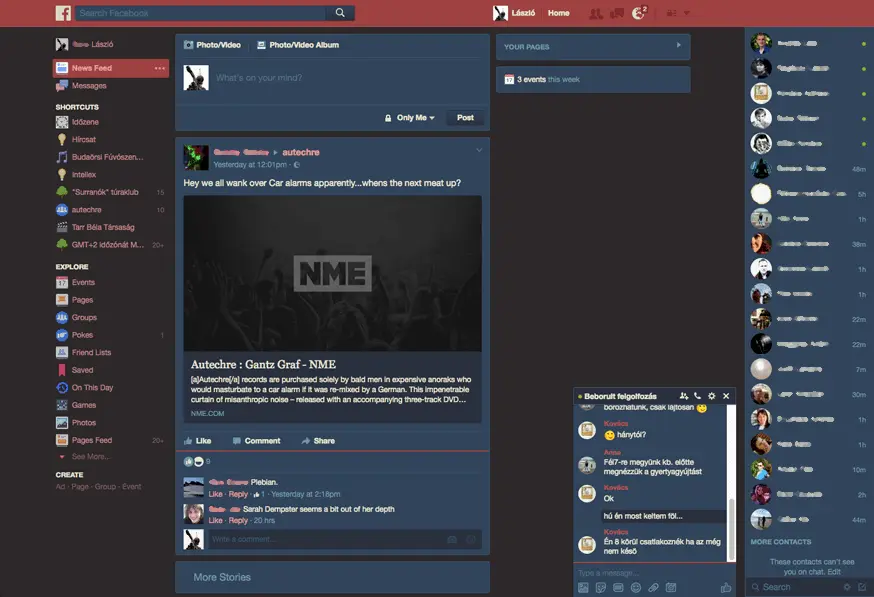 Search Facebook
László
Home
2
László
News Feed
Messages
SHORTCUTS
Időzene
Hírcsat
Budaörsi Fúvószen...
Intellex
"Surranók" túraklub 15
autechre 10
Tarr Béla Társaság
GMT+2 Időzónát M... 20+
EXPLORE
17 Events
Pages
Groups
Pokes 1
Friend Lists
Saved
On This Day
Games
Photos
Pages Feed 20+
See More...
CREATE
Ad · Page · Group · Event
Photo/Video
Photo/Video Album
What's on your mind?
Only Me
Post
autechre
Yesterday at 12:01pm ·
Hey we all wank over Car alarms apparently...whens the next meat up?
NME
Autechre : Gantz Graf - NME
[a]Autechre[/a] records are purchased solely by bald men in expensive anoraks who
would masturbate to a car alarm if it was re-mixed by a German. This impenetrable
curtain of misanthropic noise – released with an accompanying three-track DVD...
NME.COM
Like Comment Share
9
Plebian.
Like · Reply · 1 · Yesterday at 2:18pm
Sarah Dempster seems a bit out of her depth
Like · Reply · 20 hrs
Write a comment...
More Stories
YOUR PAGES
3 events this week
48m
5h
1h
38m
1h
1h
22m
22m
7m
20m
1h
1h
10m
2h
44m
MORE CONTACTS
These contacts can't see
you on chat. Edit
Search
Beborult felgolfozás
borozhatunk, csak lajtosan
Kovács
hánytól?
Anna
Fél7-re megyünk kb. előtte
megnézzük a gyertyagyújtást
Kovács
Ok
hú én most keltem föl...
Kovács
Én 8 körül csatlakoznék ha az még
nem késő
Type a message...